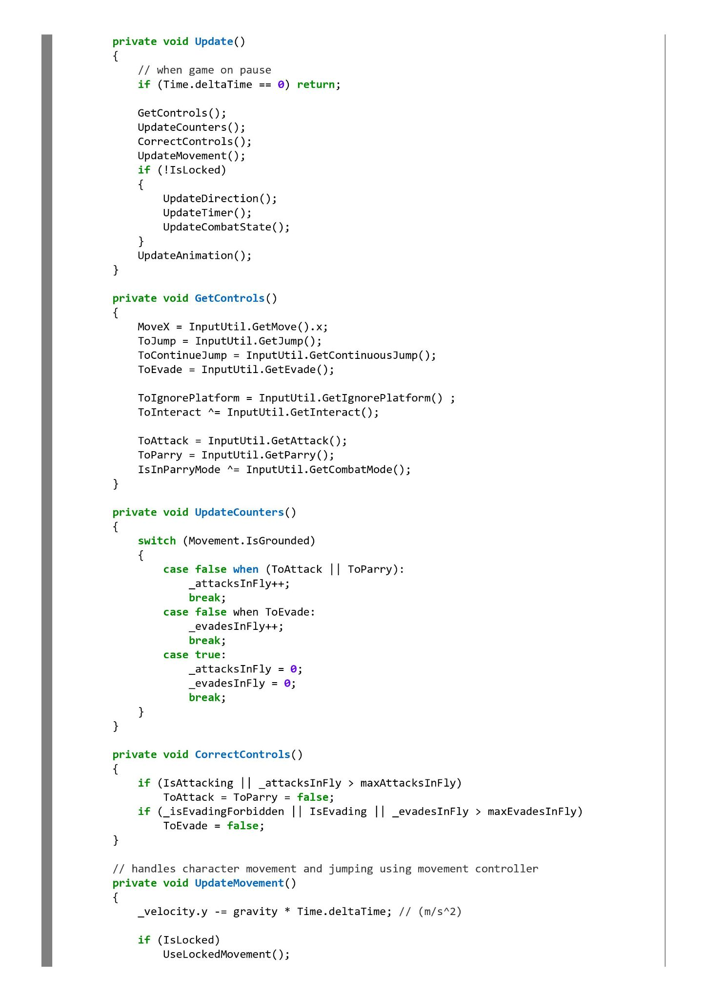 private void Update()
{
    // when game on pause
    if (Time.deltaTime == 0) return;

    GetControls();
    UpdateCounters();
    CorrectControls();
    UpdateMovement();
    if (!IsLocked)
    {
        UpdateDirection();
        UpdateTimer();
        UpdateCombatState();
    }
    UpdateAnimation();
}

private void GetControls()
{
    MoveX = InputUtil.GetMove().x;
    ToJump = InputUtil.GetJump();
    ToContinueJump = InputUtil.GetContinuousJump();
    ToEvade = InputUtil.GetEvade();

    ToIgnorePlatform = InputUtil.GetIgnorePlatform() ;
    ToInteract ^= InputUtil.GetInteract();

    ToAttack = InputUtil.GetAttack();
    ToParry = InputUtil.GetParry();
    IsInParryMode ^= InputUtil.GetCombatMode();
}

private void UpdateCounters()
{
    switch (Movement.IsGrounded)
    {
        case false when (ToAttack || ToParry):
            _attacksInFly++;
            break;
        case false when ToEvade:
            _evadesInFly++;
            break;
        case true:
            _attacksInFly = 0;
            _evadesInFly = 0;
            break;
    }
}

private void CorrectControls()
{
    if (IsAttacking || _attacksInFly > maxAttacksInFly)
        ToAttack = ToParry = false;
    if (_isEvadingForbidden || IsEvading || _evadesInFly > maxEvadesInFly)
        ToEvade = false;
}

// handles character movement and jumping using movement controller
private void UpdateMovement()
{
    _velocity.y -= gravity * Time.deltaTime; // (m/s^2)

    if (IsLocked)
        UseLockedMovement();